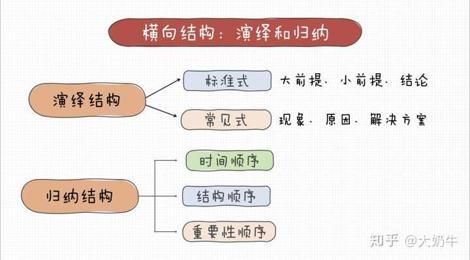 横向结构：演绎和归纳
演绎结构
标准式
大前提、小前提、结论
常见式
现象、原因、解决方案
归纳结构
时间顺序
结构顺序
重要性顺序
知乎 @大奶牛